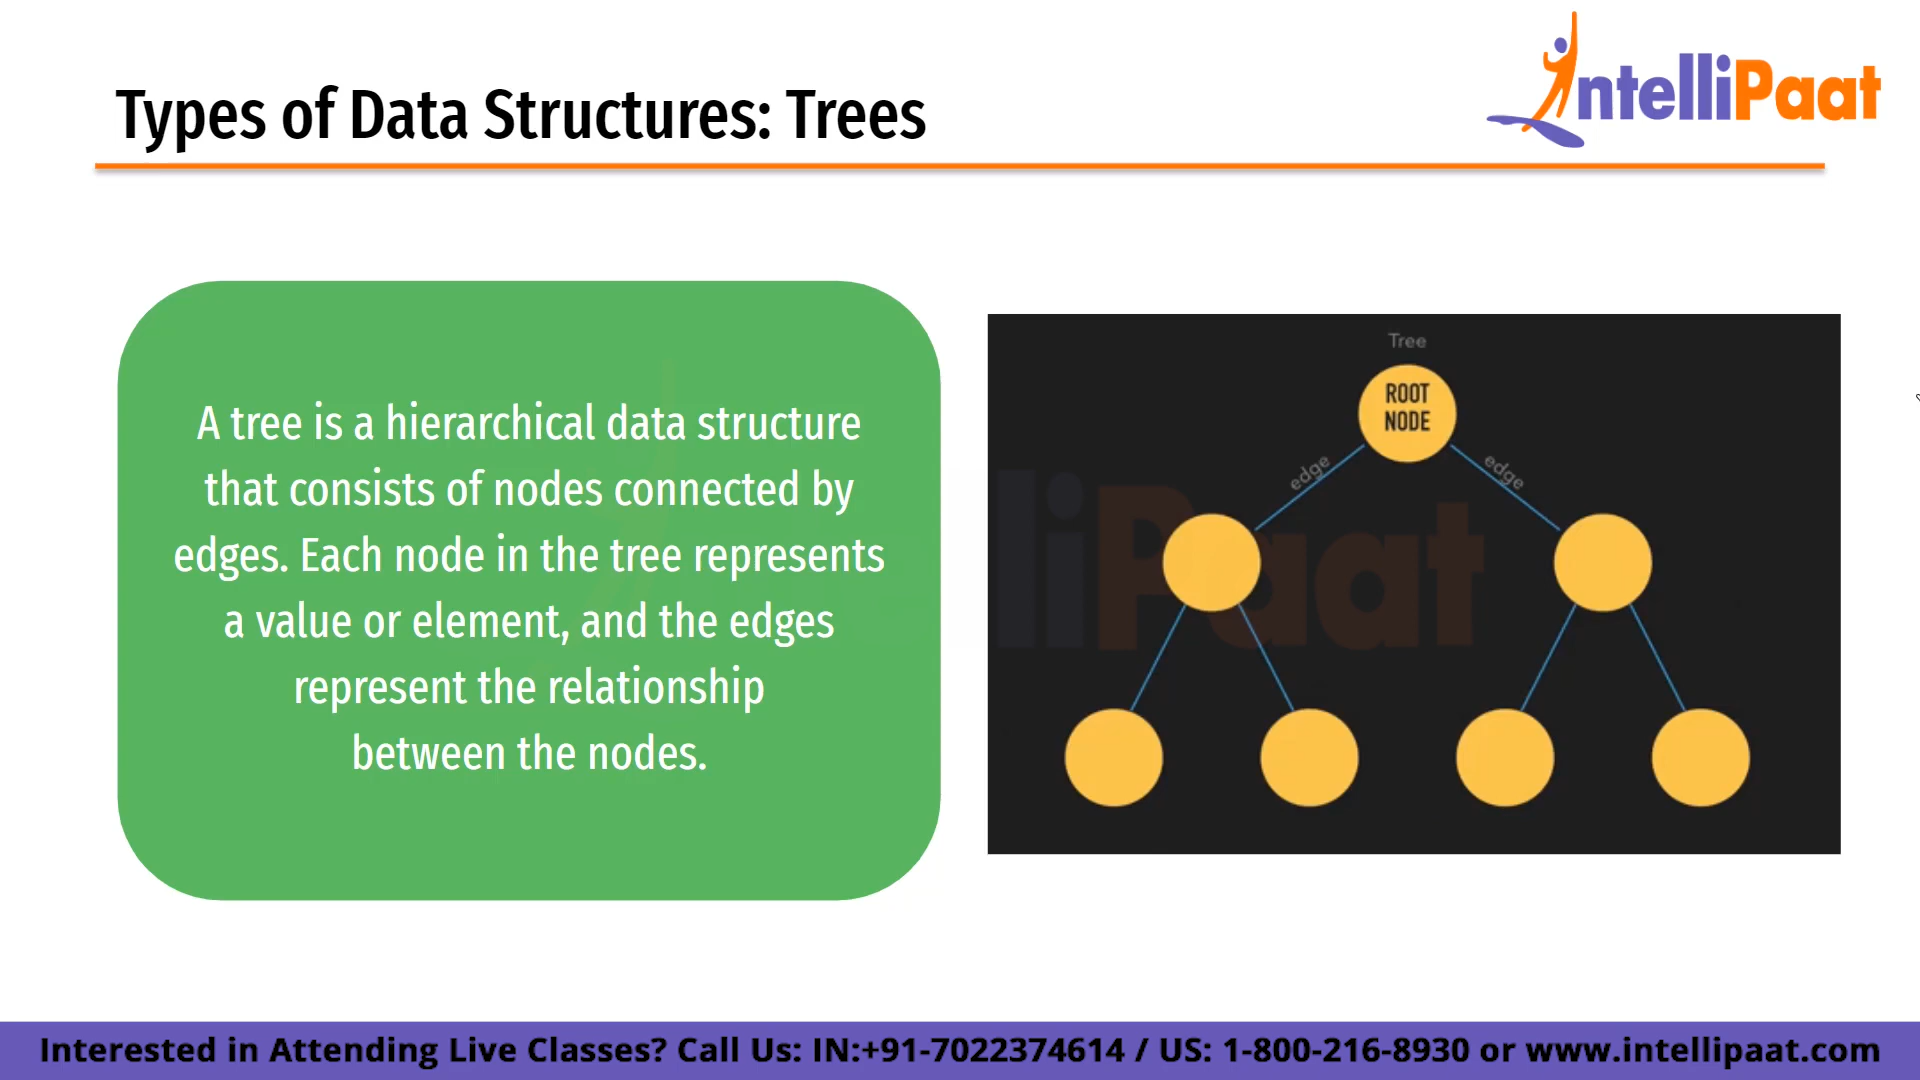 Types of Data Structures: Trees
IntelliPaat
A tree is a hierarchical data structure
that consists of nodes connected by
edges. Each node in the tree represents
a value or element, and the edges
represent the relationship
between the nodes.
Tree
ROOT
NODE
edge
edge
liPaat
Interested in Attending Live Classes? Call Us: IN:+91-7022374614 / US: 1-800-216-8930 or www.intellipaat.com